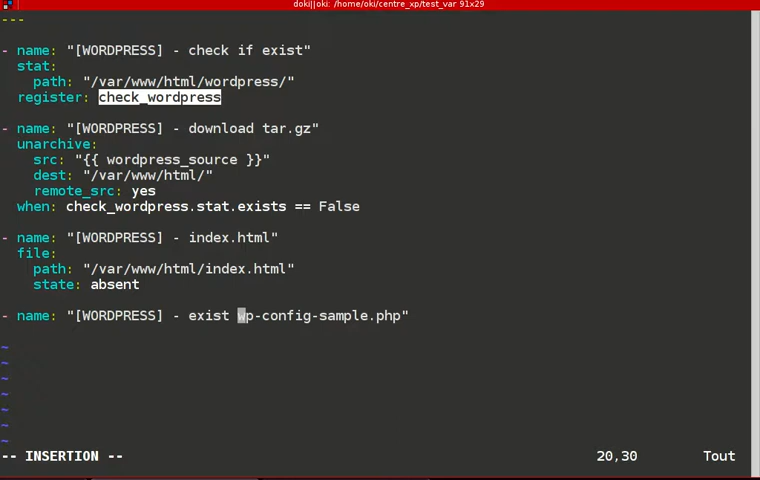 doki||oki: /home/oki/centre_xp/test_var 91x29
---
- name: "[WORDPRESS] - check if exist"
  stat:
    path: "/var/www/html/wordpress/"
  register: check_wordpress
- name: "[WORDPRESS] - download tar.gz"
  unarchive:
    src: "{{ wordpress_source }}"
    dest: "/var/www/html/"
    remote_src: yes
  when: check_wordpress.stat.exists == False
- name: "[WORDPRESS] - index.html"
  file:
    path: "/var/www/html/index.html"
    state: absent
- name: "[WORDPRESS] - exist wp-config-sample.php"
~
~
~
~
~
~
~
-- INSERTION -- 20,30 Tout